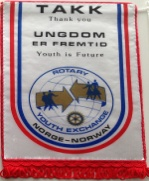 TAKK
Thank you
UNGDOM
ER FREMTID
Youth is Future
ROTARY
YOUTH EXCHANGE
NORGE-NORWAY